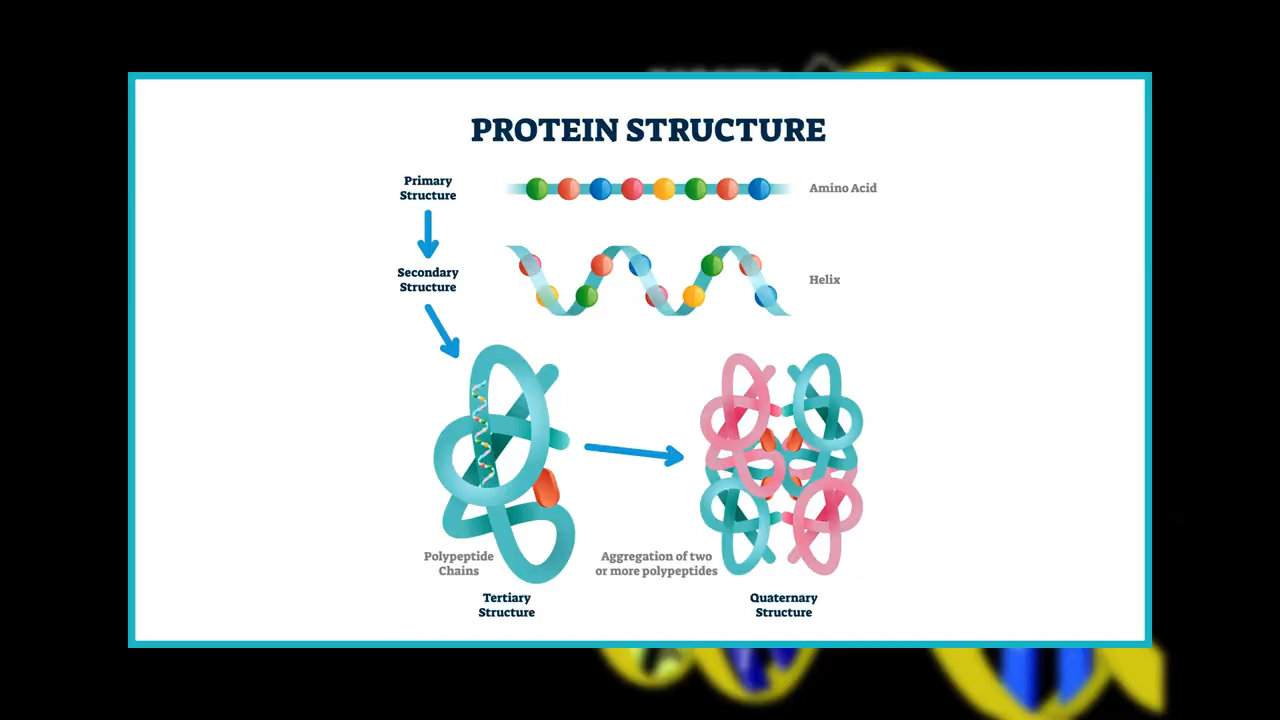 PROTEIN STRUCTURE
Primary
Structure
Amino Acid
Secondary
Structure
Helix
Polypeptide
Chains
Aggregation of two
or more polypeptides
Tertiary
Structure
Quaternary
Structure